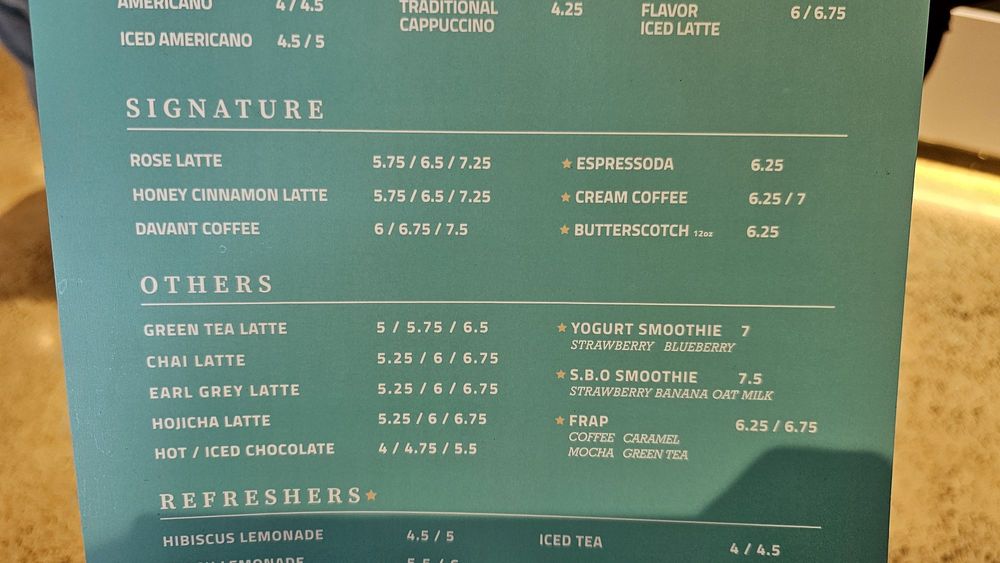 AMERICANO 4 / 4.5
ICED AMERICANO 4.5 / 5
TRADITIONAL 4.25
CAPPUCCINO
FLAVOR 6 / 6.75
ICED LATTE
SIGNATURE
ROSE LATTE 5.75 / 6.5 / 7.25
HONEY CINNAMON LATTE 5.75 / 6.5 / 7.25
DAVANT COFFEE 6 / 6.75 / 7.5
★ ESPRESSODA 6.25
★ CREAM COFFEE 6.25 / 7
★ BUTTERSCOTCH 12oz 6.25
OTHERS
GREEN TEA LATTE 5 / 5.75 / 6.5
CHAI LATTE 5.25 / 6 / 6.75
EARL GREY LATTE 5.25 / 6 / 6.75
HOJICHA LATTE 5.25 / 6 / 6.75
HOT / ICED CHOCOLATE 4 / 4.75 / 5.5
★ YOGURT SMOOTHIE 7
STRAWBERRY BLUEBERRY
★ S.B.O SMOOTHIE 7.5
STRAWBERRY BANANA OAT MILK
★ FRAP 6.25 / 6.75
COFFEE CARAMEL
MOCHA GREEN TEA
REFRESHERS★
HIBISCUS LEMONADE 4.5 / 5
ICED TEA 4 / 4.5
LEMONADE